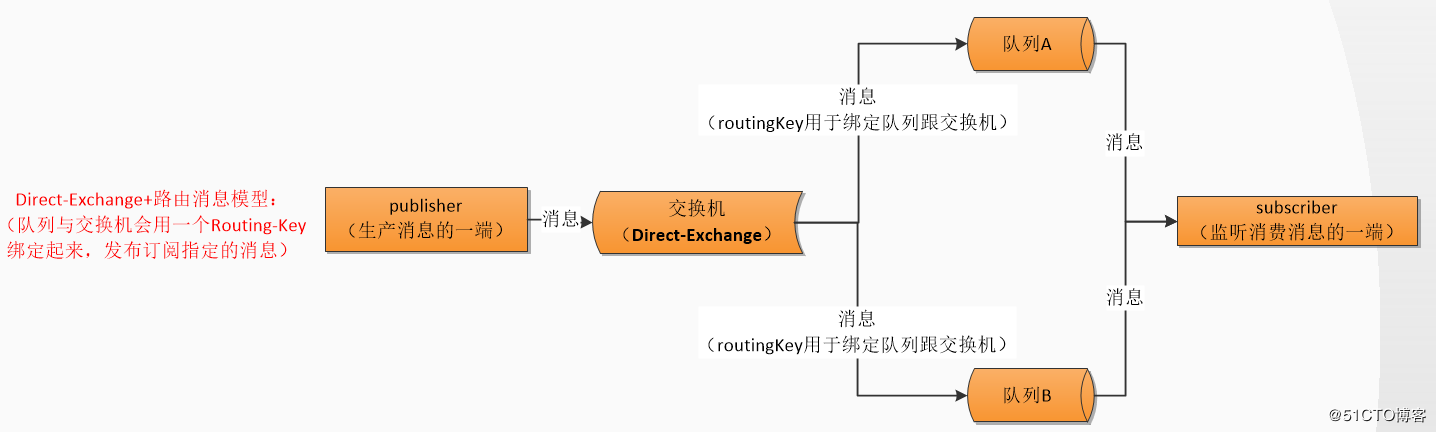 Direct-Exchange+路由消息模型:
（队列与交换机会用一个Routing-Key
绑定起来，发布订阅指定的消息）
publisher
（生产消息的一端）
消息
交换机
（Direct-Exchange）
消息
（routingKey用于绑定队列跟交换机）
消息
（routingKey用于绑定队列跟交换机）
队列A
队列B
消息
消息
subscriber
（监听消费消息的一端）
@51CTO博客